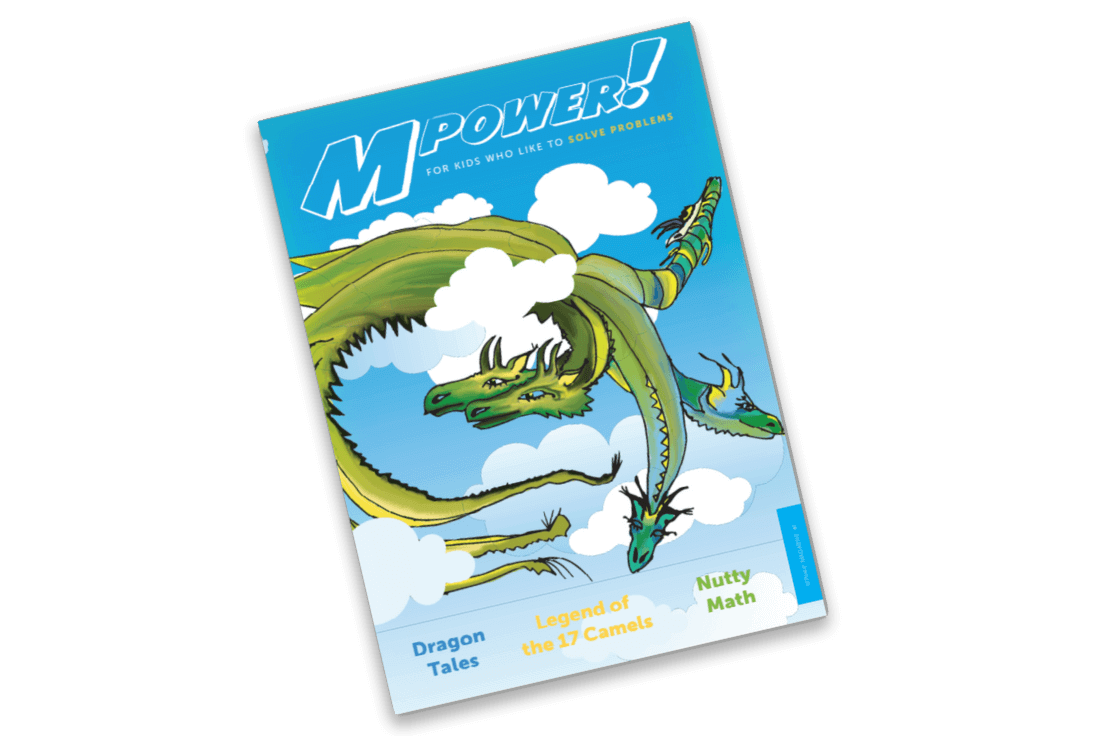 MPOWER!
FOR KIDS WHO LIKE TO SOLVE PROBLEMS
Dragon
Tales
Legend of
the 17 Camels
Nutty
Math